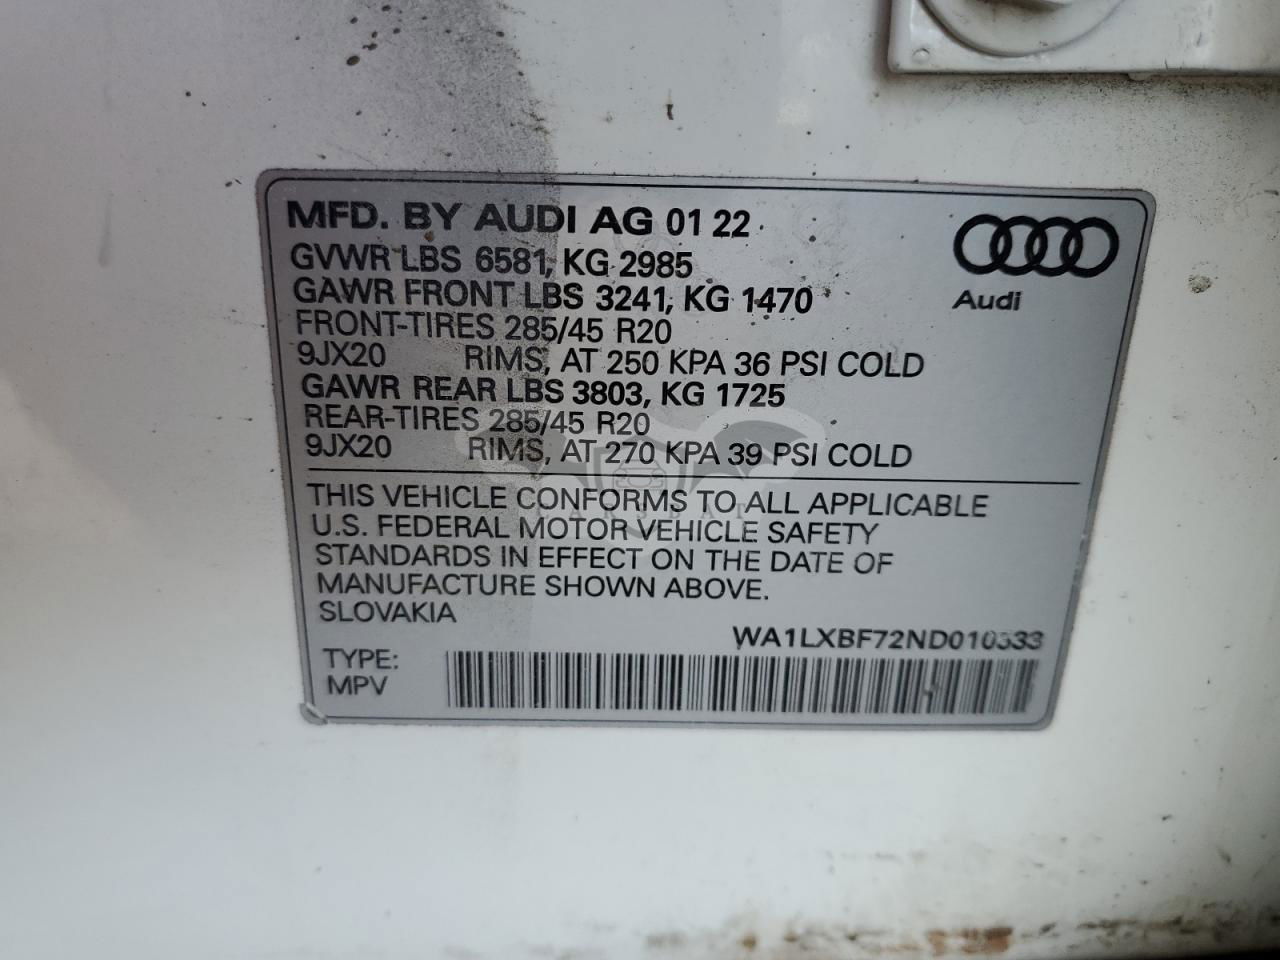 MFD. BY AUDI AG 01 22
GVWR LBS 6581, KG 2985
GAWR FRONT LBS 3241, KG 1470
FRONT-TIRES 285/45 R20
9JX20 RIMS, AT 250 KPA 36 PSI COLD
GAWR REAR LBS 3803, KG 1725
REAR-TIRES 285/45 R20
9JX20 RIMS, AT 270 KPA 39 PSI COLD
Audi
THIS VEHICLE CONFORMS TO ALL APPLICABLE
U.S. FEDERAL MOTOR VEHICLE SAFETY
STANDARDS IN EFFECT ON THE DATE OF
MANUFACTURE SHOWN ABOVE.
SLOVAKIA
WA1LXBF72ND010333
TYPE:
MPV